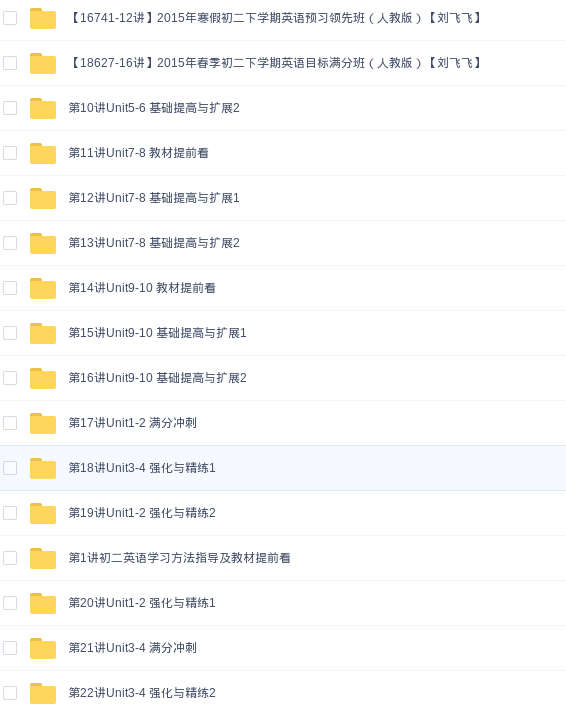 【16741-12讲】2015年寒假初二下学期英语预习领先班（人教版）【刘飞飞】
【18627-16讲】2015年春季初二下学期英语目标满分班（人教版）【刘飞飞】
第10讲Unit5-6 基础提高与扩展2
第11讲Unit7-8 教材提前看
第12讲Unit7-8 基础提高与扩展1
第13讲Unit7-8 基础提高与扩展2
第14讲Unit9-10 教材提前看
第15讲Unit9-10 基础提高与扩展1
第16讲Unit9-10 基础提高与扩展2
第17讲Unit1-2 满分冲刺
第18讲Unit3-4 强化与精练1
第19讲Unit1-2 强化与精练2
第1讲初二英语学习方法指导及教材提前看
第20讲Unit1-2 强化与精练1
第21讲Unit3-4 满分冲刺
第22讲Unit3-4 强化与精练2